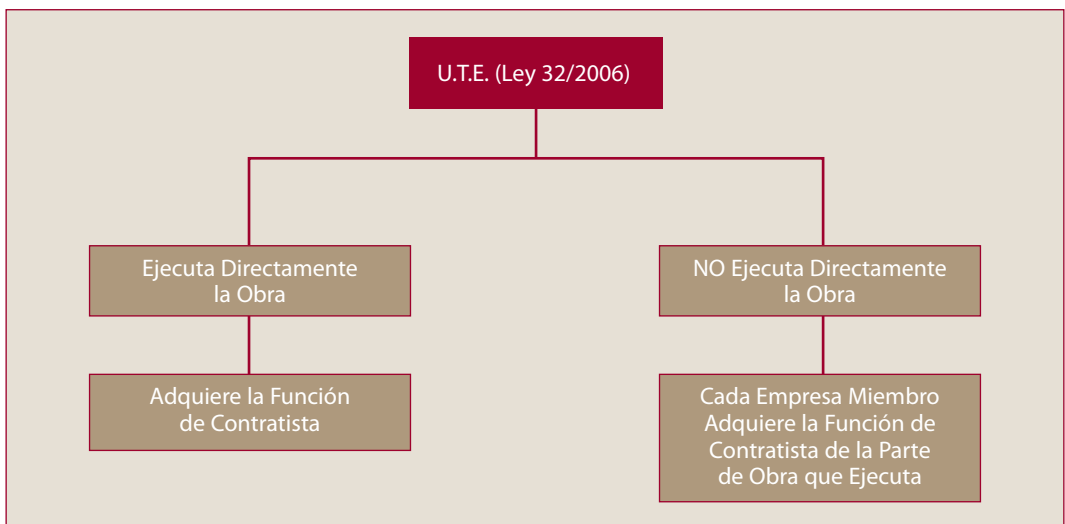 U.T.E. (Ley 32/2006)
Ejecuta Directamente
la Obra
NO Ejecuta Directamente
la Obra
Adquiere la Función
de Contratista
Cada Empresa Miembro
Adquiere la Función de
Contratista de la Parte
de Obra que Ejecuta